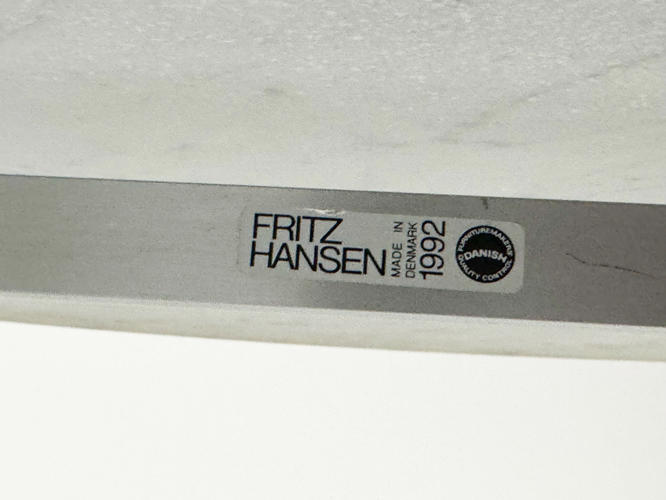 FRITZ
HANSEN
MADE IN
DENMARK
1992
FURNITUREMAKERS
DANISH
QUALITY CONTROL